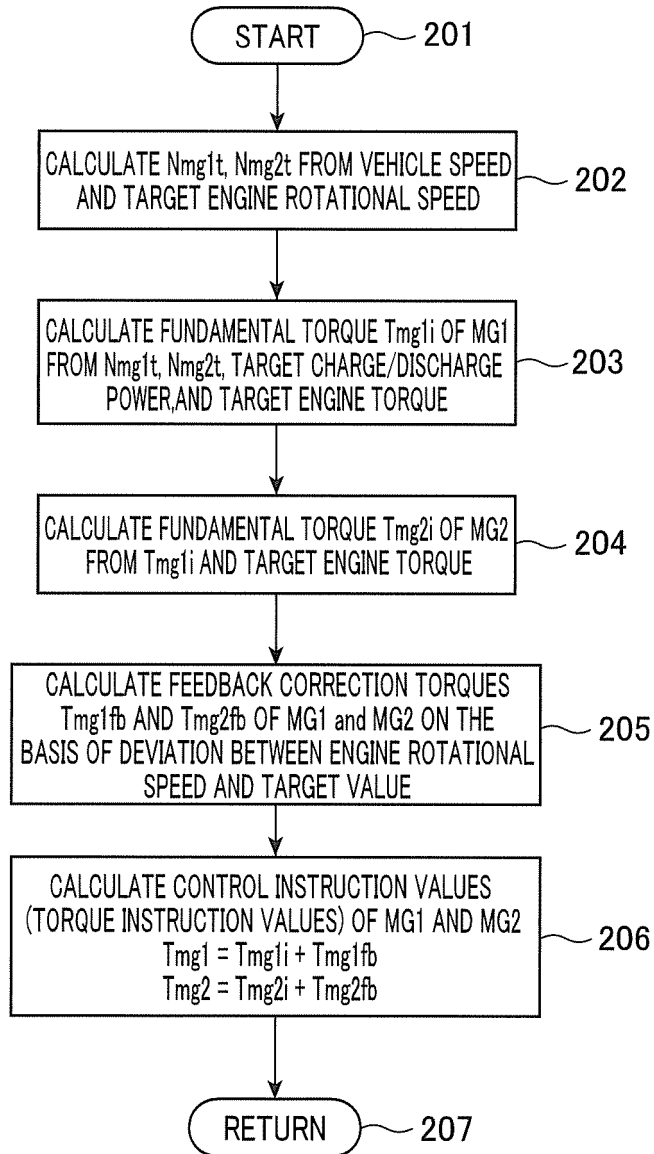 START
201
CALCULATE Nmg1t, Nmg2t FROM VEHICLE SPEED
AND TARGET ENGINE ROTATIONAL SPEED
202
CALCULATE FUNDAMENTAL TORQUE Tmg1i OF MG1
FROM Nmg1t, Nmg2t, TARGET CHARGE/DISCHARGE
POWER,AND TARGET ENGINE TORQUE
203
CALCULATE FUNDAMENTAL TORQUE Tmg2i OF MG2
FROM Tmg1i AND TARGET ENGINE TORQUE
204
CALCULATE FEEDBACK CORRECTION TORQUES
Tmg1fb AND Tmg2fb OF MG1 and MG2 ON THE
BASIS OF DEVIATION BETWEEN ENGINE ROTATIONAL
SPEED AND TARGET VALUE
205
CALCULATE CONTROL INSTRUCTION VALUES
(TORQUE INSTRUCTION VALUES) OF MG1 AND MG2
Tmg1 = Tmg1i + Tmg1fb
Tmg2 = Tmg2i + Tmg2fb
206
RETURN
207